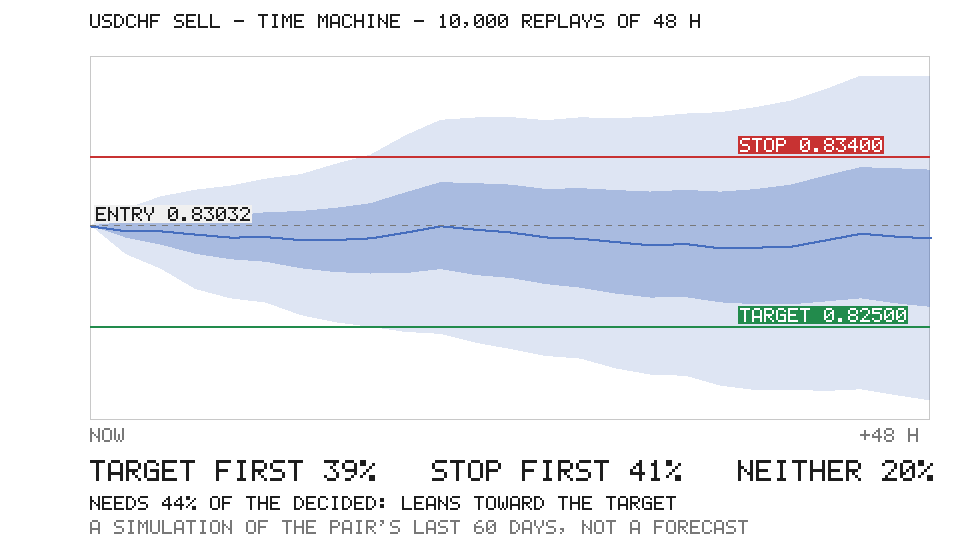 USDCHF SELL - TIME MACHINE - 10,000 REPLAYS OF 48 H
STOP 0.83400
ENTRY 0.83032
TARGET 0.82500
NOW +48 H
TARGET FIRST 39% STOP FIRST 41% NEITHER 20%
NEEDS 44% OF THE DECIDED: LEANS TOWARD THE TARGET
A SIMULATION OF THE PAIR'S LAST 60 DAYS, NOT A FORECAST